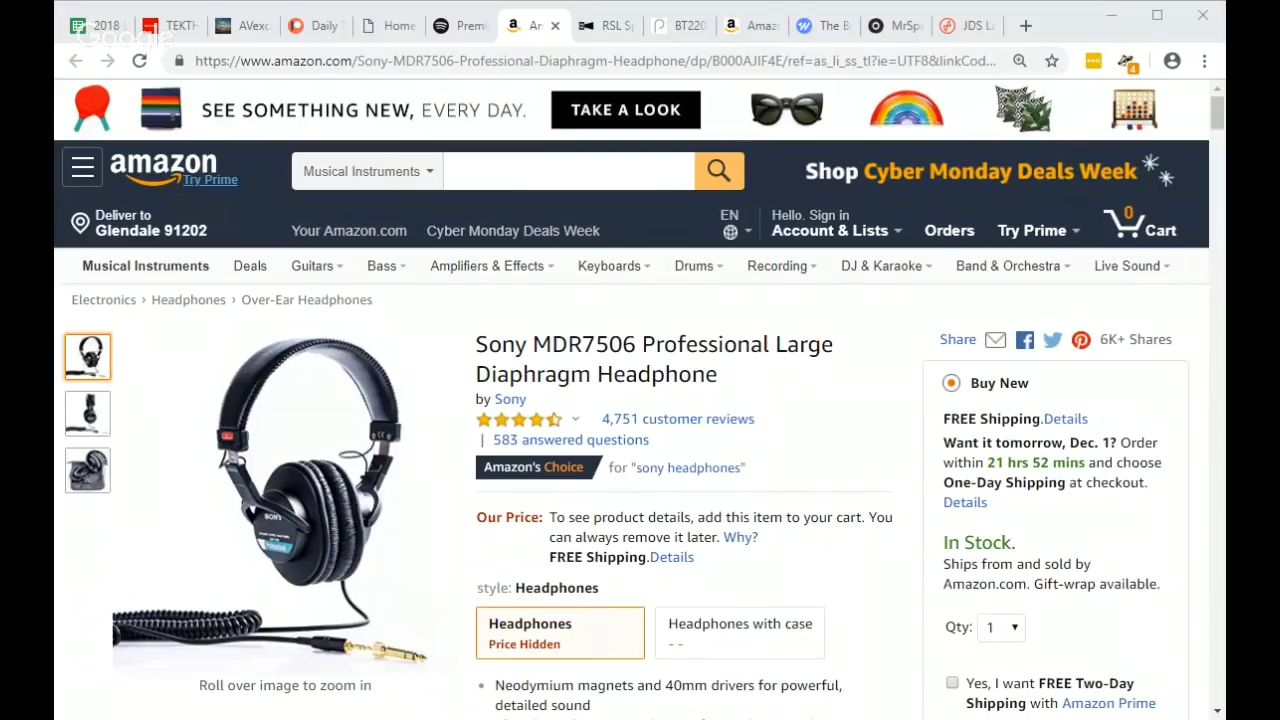 2018
TEKTH
AVexc
Daily
Home
Premi
Ar
RSL Sp
BT220
Amaz
The B
MrSpe
JDS La
Google
https://www.amazon.com/Sony-MDR7506-Professional-Diaphragm-Headphone/dp/B000AJIF4E/ref=as_li_ss_tl?ie=UTF8&linkCod...
4
SEE SOMETHING NEW, EVERY DAY.
TAKE A LOOK
amazon
Try Prime
Musical Instruments
Shop Cyber Monday Deals Week
Deliver to
Glendale 91202
Your Amazon.com
Cyber Monday Deals Week
EN
Hello. Sign in
Account & Lists
Orders
Try Prime
0
Cart
Musical Instruments
Deals
Guitars
Bass
Amplifiers & Effects
Keyboards
Drums
Recording
DJ & Karaoke
Band & Orchestra
Live Sound
Electronics › Headphones › Over-Ear Headphones
Sony MDR7506 Professional Large
Diaphragm Headphone
by Sony
4,751 customer reviews
| 583 answered questions
Amazon's Choice for "sony headphones"
Our Price: To see product details, add this item to your cart. You
can always remove it later. Why?
FREE Shipping.Details
style: Headphones
Headphones
Price Hidden
Headphones with case
- -
Neodymium magnets and 40mm drivers for powerful,
detailed sound
SONY
Roll over image to zoom in
Share
6K+ Shares
Buy New
FREE Shipping.Details
Want it tomorrow, Dec. 1? Order
within 21 hrs 52 mins and choose
One-Day Shipping at checkout.
Details
In Stock.
Ships from and sold by
Amazon.com. Gift-wrap available.
Qty: 1
Yes, I want FREE Two-Day
Shipping with Amazon Prime